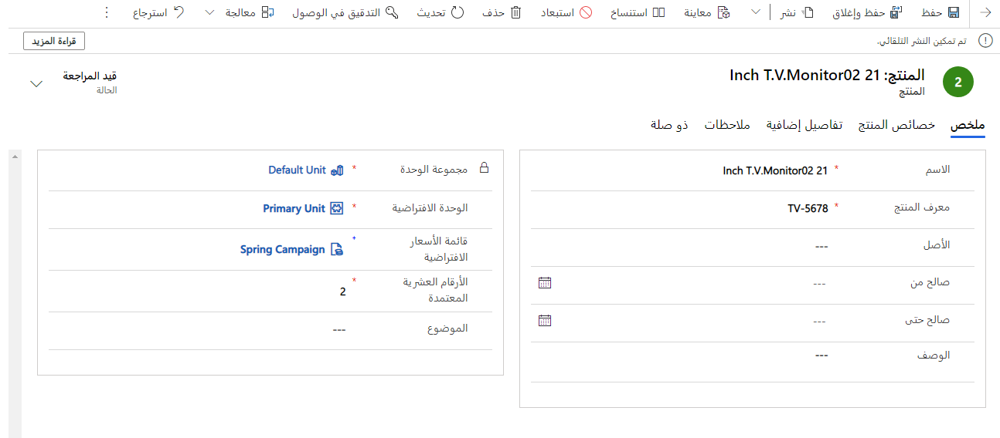 حفظ
حفظ وإغلاق
نشر
معاينة
استنساخ
استبعاد
حذف
تحديث
التدقيق في الوصول
معالجة
استرجاع
تم تمكين النشر التلقائي.
قراءة المزيد
2
المنتج: Inch T.V.Monitor02 21
المنتج
قيد المراجعة
الحالة
ملخص
خصائص المنتج
تفاصيل إضافية
ملاحظات
ذو صلة
الاسم
* Inch T.V.Monitor02 21
معرف المنتج
* TV-5678
الأصل
---
صالح من
---
صالح حتى
---
الوصف
---
مجموعة الوحدة
* Default Unit
الوحدة الافتراضية
* Primary Unit
قائمة الأسعار
الافتراضية
+ Spring Campaign
الأرقام العشرية
المعتمدة
* 2
الموضوع
---